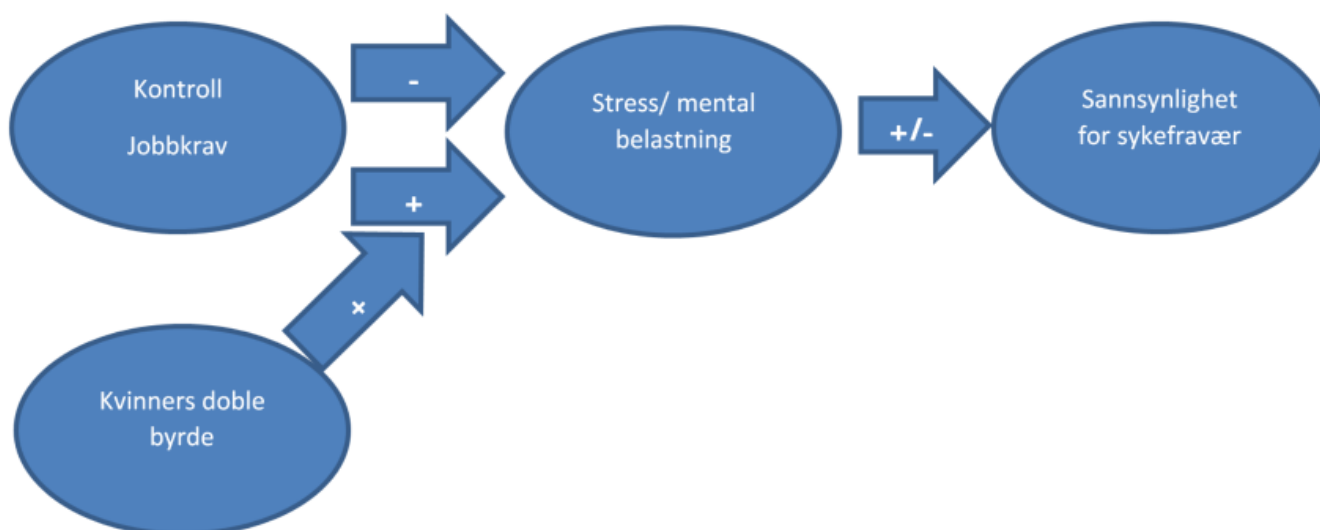 Kontroll
Jobbkrav
-
+
×
Kvinners doble
byrde
Stress/ mental
belastning
+/-
Sannsynlighet
for sykefravær